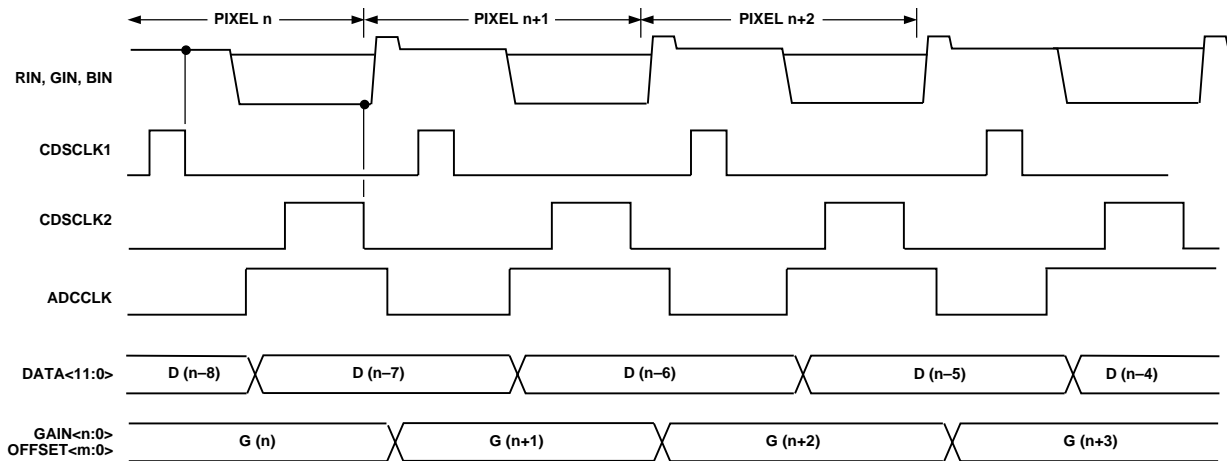 PIXEL n PIXEL n+1 PIXEL n+2
RIN, GIN, BIN
CDSCLK1
CDSCLK2
ADCCLK
DATA<11:0> D (n–8) D (n–7) D (n–6) D (n–5) D (n–4)
GAIN<n:0>
OFFSET<m:0> G (n) G (n+1) G (n+2) G (n+3)